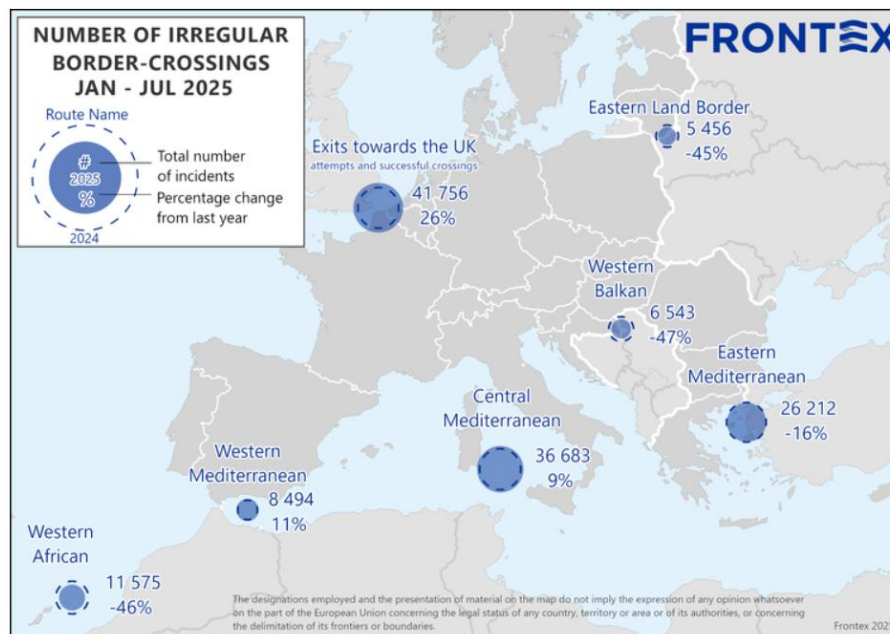 NUMBER OF IRREGULAR
BORDER-CROSSINGS
JAN - JUL 2025
Route Name
#
2025
%
Total number
of incidents
Percentage change
from last year
2024
FRONTEX
Eastern Land Border
5 456
-45%
Exits towards the UK
attempts and successful crossings
41 756
26%
Western
Balkan
6 543
-47%
Eastern
Mediterranean
26 212
-16%
Central
Mediterranean
36 683
9%
Western
Mediterranean
8 494
11%
Western
African
11 575
-46%
The designations employed and the presentation of material on the map do not imply the expression of any opinion whatsoever
on the part of the European Union concerning the legal status of any country, territory or area or of its authorities, or concerning
the delimitation of its frontiers or boundaries.
Frontex 202